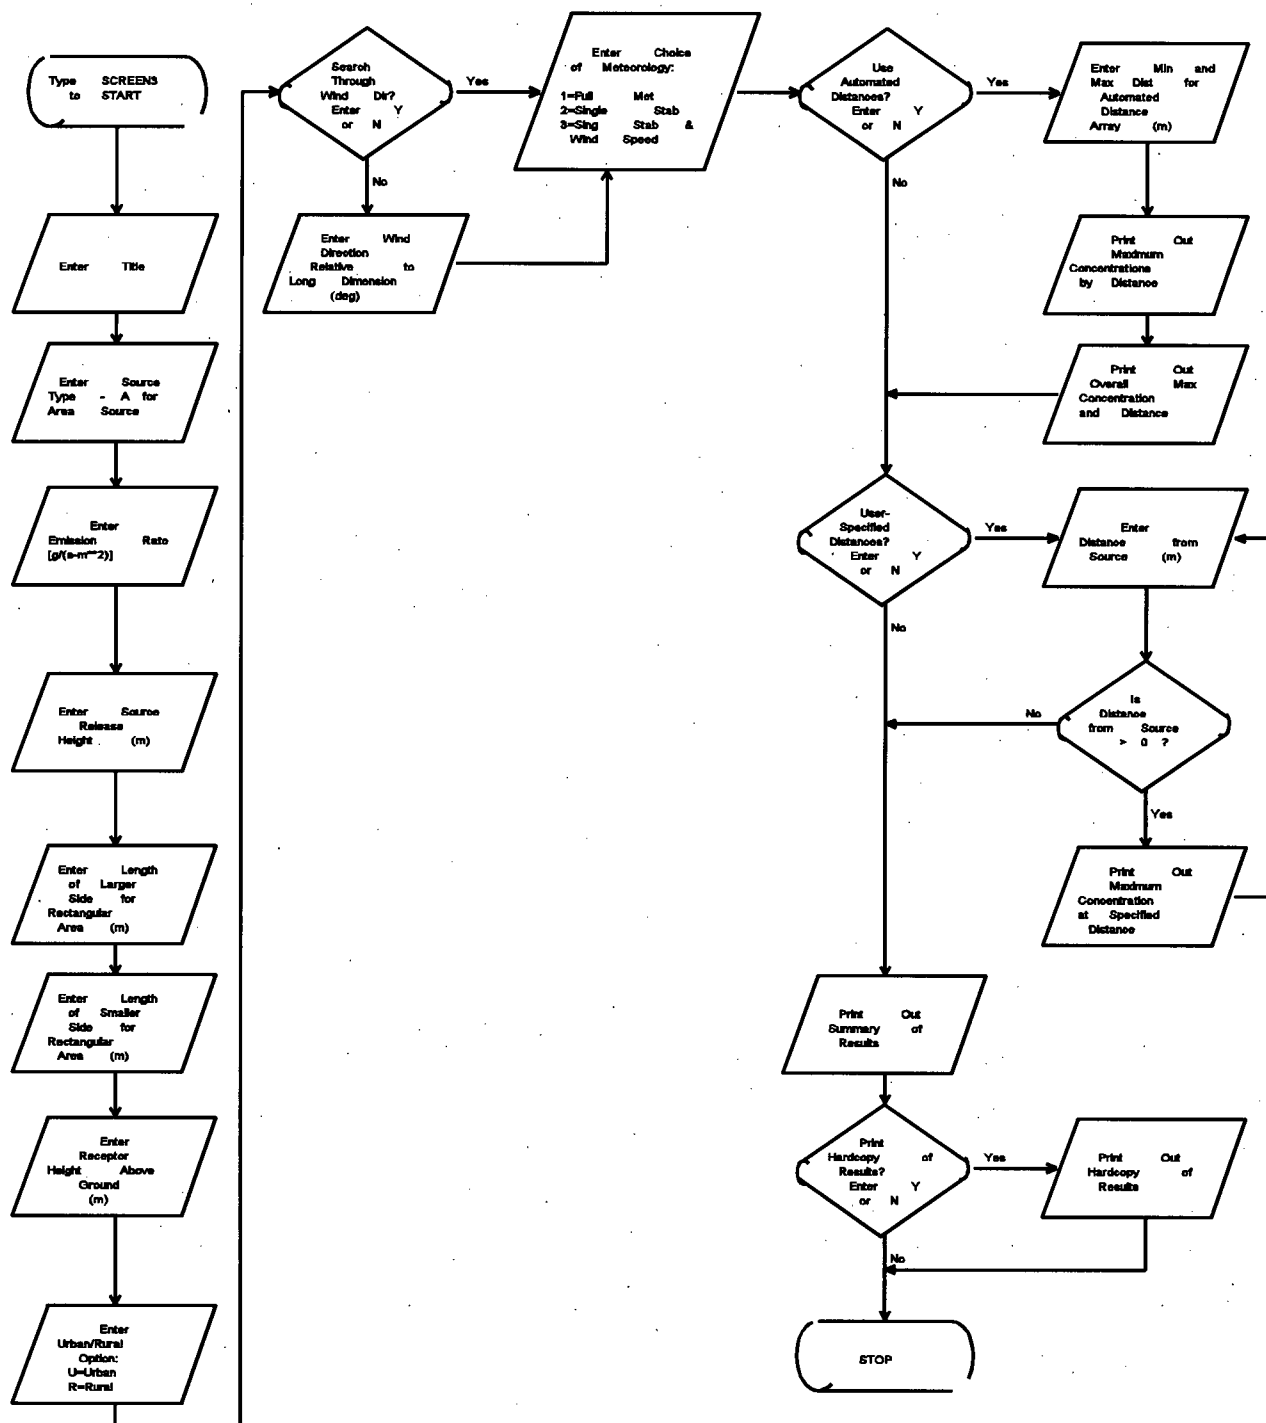 Type SCREEN3
to START
Enter Title
Enter Source
Type - A for
Area Source
Enter
Emission Rate
[g/(s-m**2)]
Enter Source
Release
Height (m)
Enter Length
of Larger
Side for
Rectangular
Area (m)
Enter Length
of Smaller
Side for
Rectangular
Area (m)
Enter
Receptor
Height Above
Ground
(m)
Enter
Urban/Rural
Option:
U=Urban
R=Rural
Search
Through
Wind Dir?
Enter Y
or N
Yes
No
Enter Wind
Direction
Relative to
Long Dimension
(deg)
Enter Choice
of Meteorology:
1=Full Met
2=Single Stab
3=Sing Stab &
Wind Speed
Use
Automated
Distances?
Enter Y
or N
Yes
No
Enter Min and
Max Dist for
Automated
Distance
Array (m)
Print Out
Maximum
Concentrations
by Distance
Print Out
Overall Max
Concentration
and Distance
User-
Specified
Distances?
Enter Y
or N
Yes
No
Enter
Distance from
Source (m)
Is
Distance
from Source
> 0 ?
No
Yes
Print Out
Maximum
Concentration
at Specified
Distance
Print Out
Summary of
Results
Print
Hardcopy of
Results?
Enter Y
or N
Yes
No
Print Out
Hardcopy of
Results
STOP